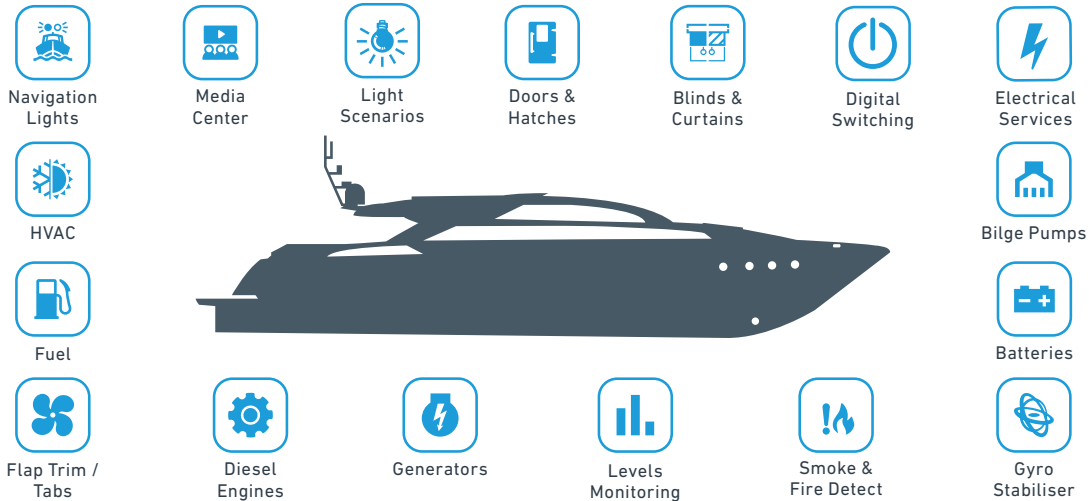 Navigation
Lights
Media
Center
Light
Scenarios
Doors &
Hatches
Blinds &
Curtains
Digital
Switching
Electrical
Services
HVAC
Bilge Pumps
Fuel
Batteries
Flap Trim /
Tabs
Diesel
Engines
Generators
Levels
Monitoring
Smoke &
Fire Detect
Gyro
Stabiliser